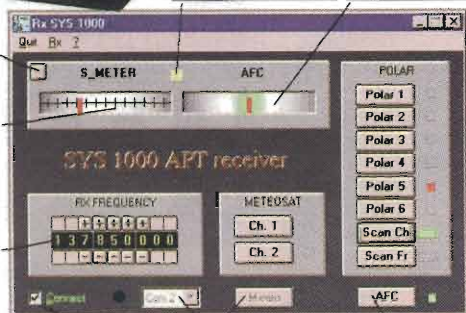 Rx SYS 1000
Quit Rx ?
S_METER
AFC
POLAR
Polar 1
Polar 2
Polar 3
Polar 4
Polar 5
Polar 6
Scan Ch
Scan Fr
SYS 1000 APT receiver
RX FREQUENCY
+ + + + +
1 3 7 8 5 0 0 0 0
- - - - -
METEOSAT
Ch. 1
Ch. 2
Connect
Com 2
AFC